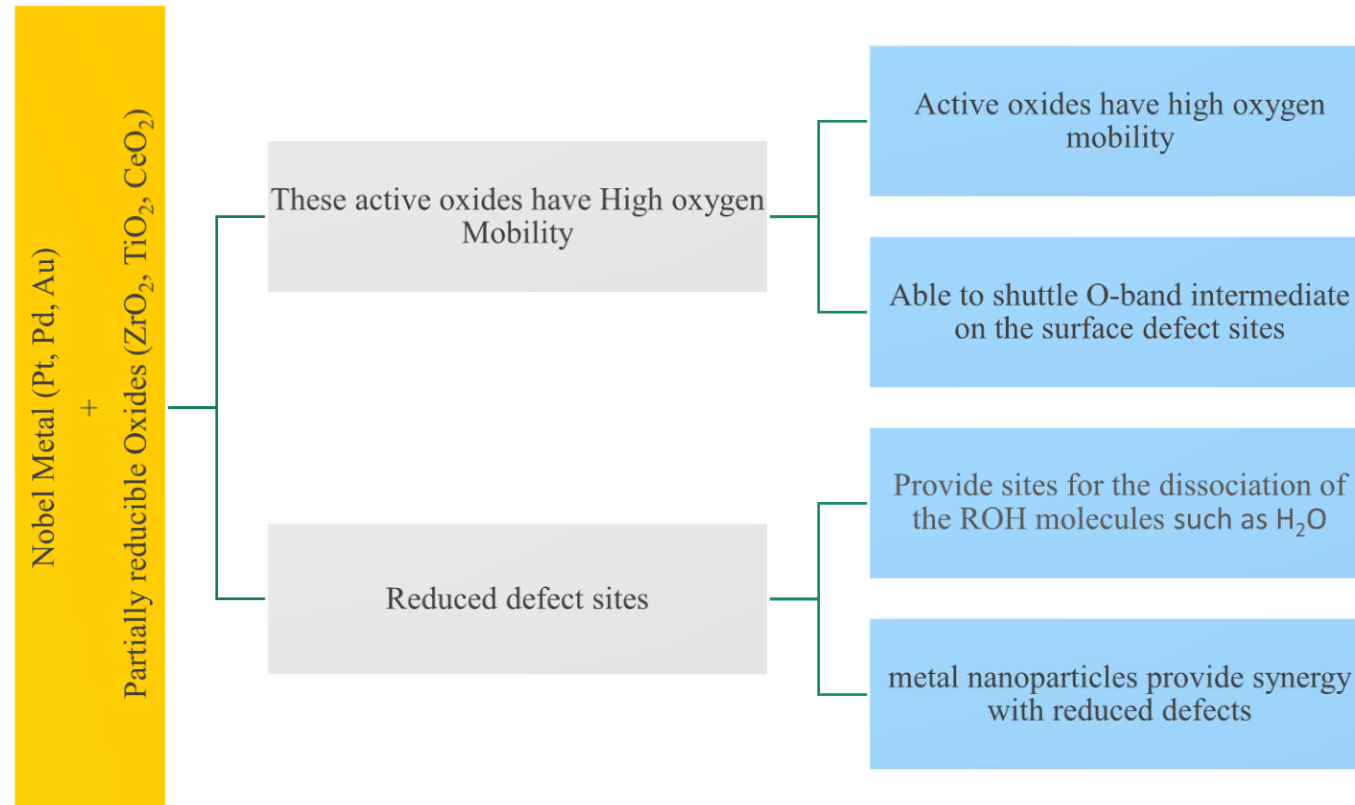 Nobel Metal (Pt, Pd, Au)
+
Partially reducible Oxides (ZrO₂, TiO₂, CeO₂)
These active oxides have High oxygen
Mobility
Active oxides have high oxygen
mobility
Able to shuttle O-band intermediate
on the surface defect sites
Reduced defect sites
Provide sites for the dissociation of
the ROH molecules such as H₂O
metal nanoparticles provide synergy
with reduced defects